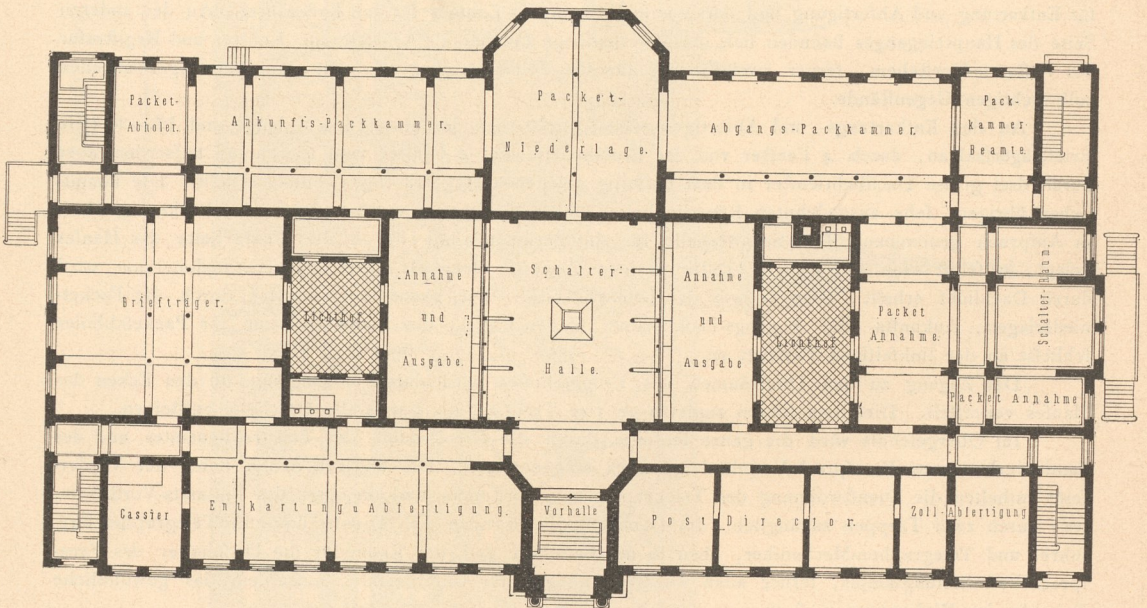 Packet-
Abholer.
Ankunfts-Packkammer.
Packet-
Niederlage.
Abgangs-Packkammer.
Pack-
kammer
Beamte.
Briefträger.
Lichthof.
Annahme
und
Ausgabe.
Schalter-
Halle.
Annahme
und
Ausgabe
Lichthof
Packet
Annahme.
Schalter-Raum
Packet Annahme
Cassier
Entkartung u. Abfertigung.
Vorhalle
Post Director.
Zoll-Abfertigung